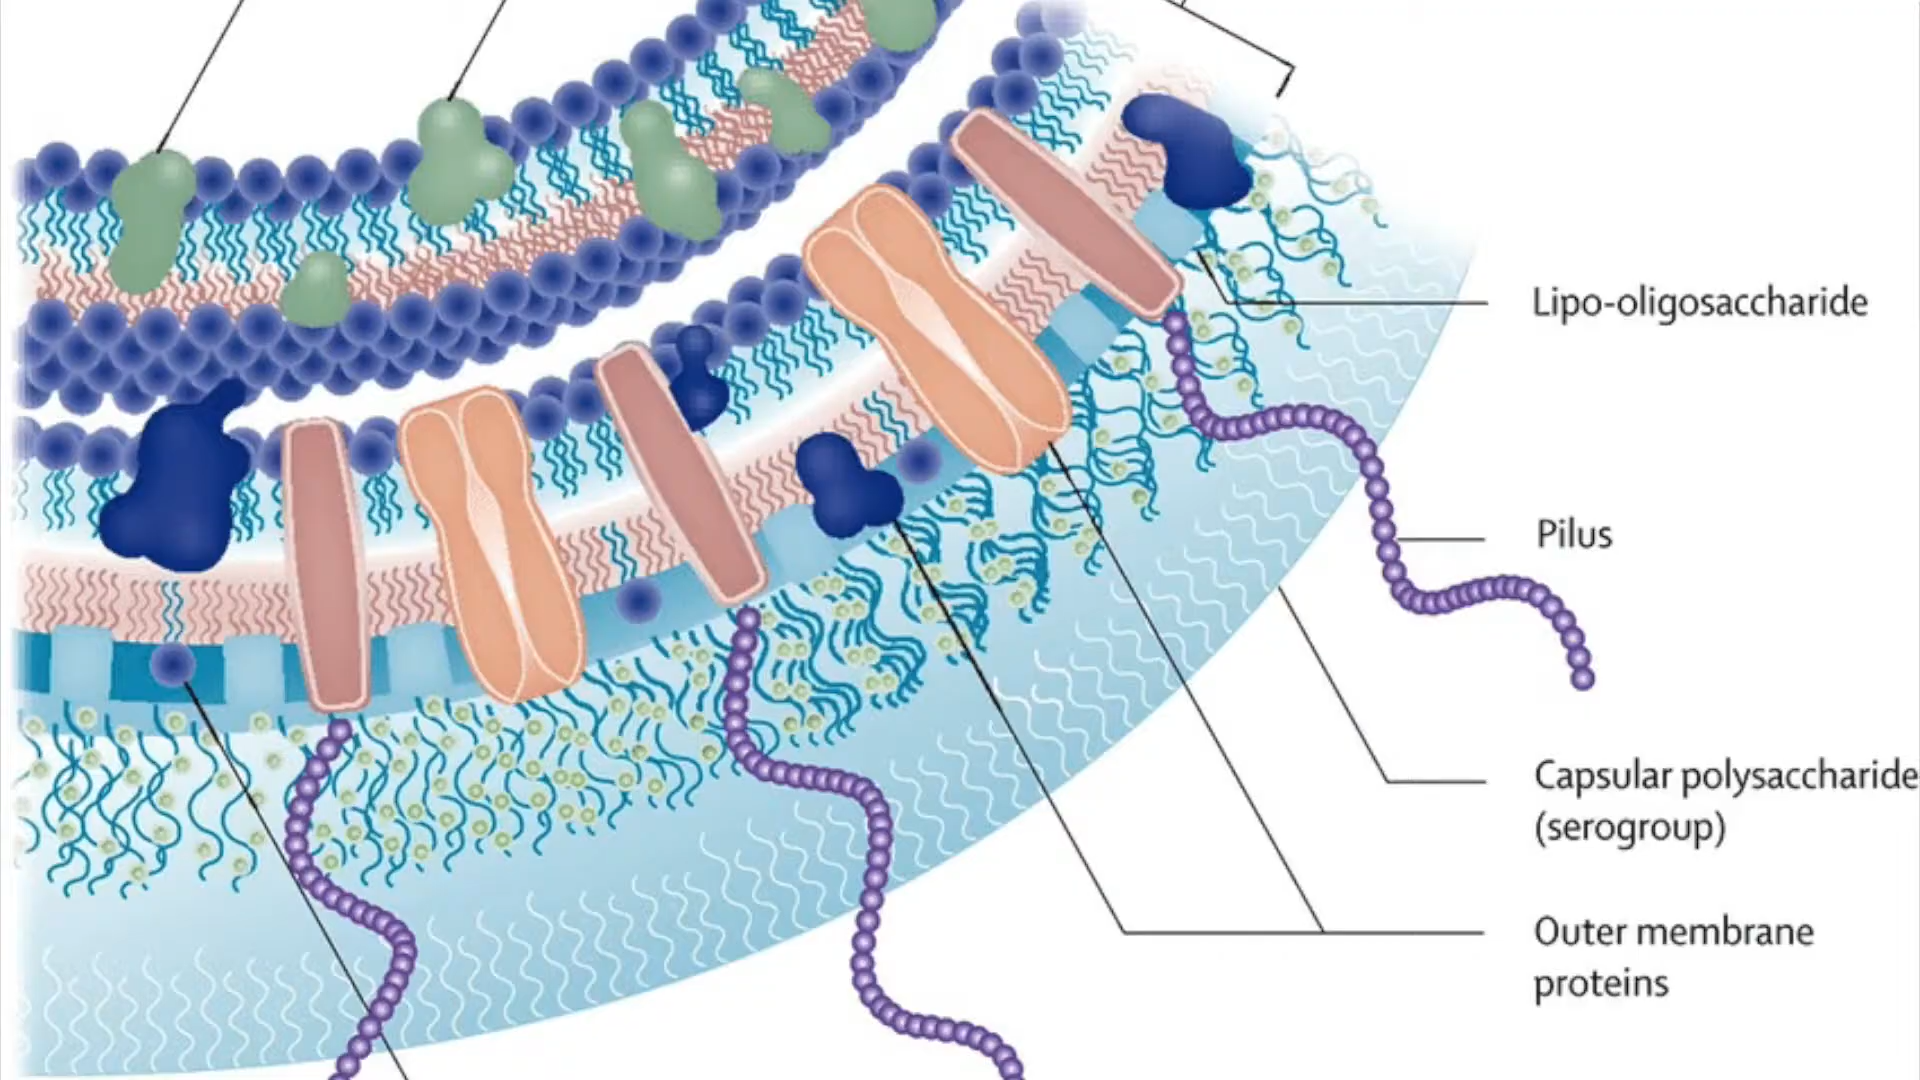 Lipo-oligosaccharide
Pilus
Capsular polysaccharide
(serogroup)
Outer membrane
proteins